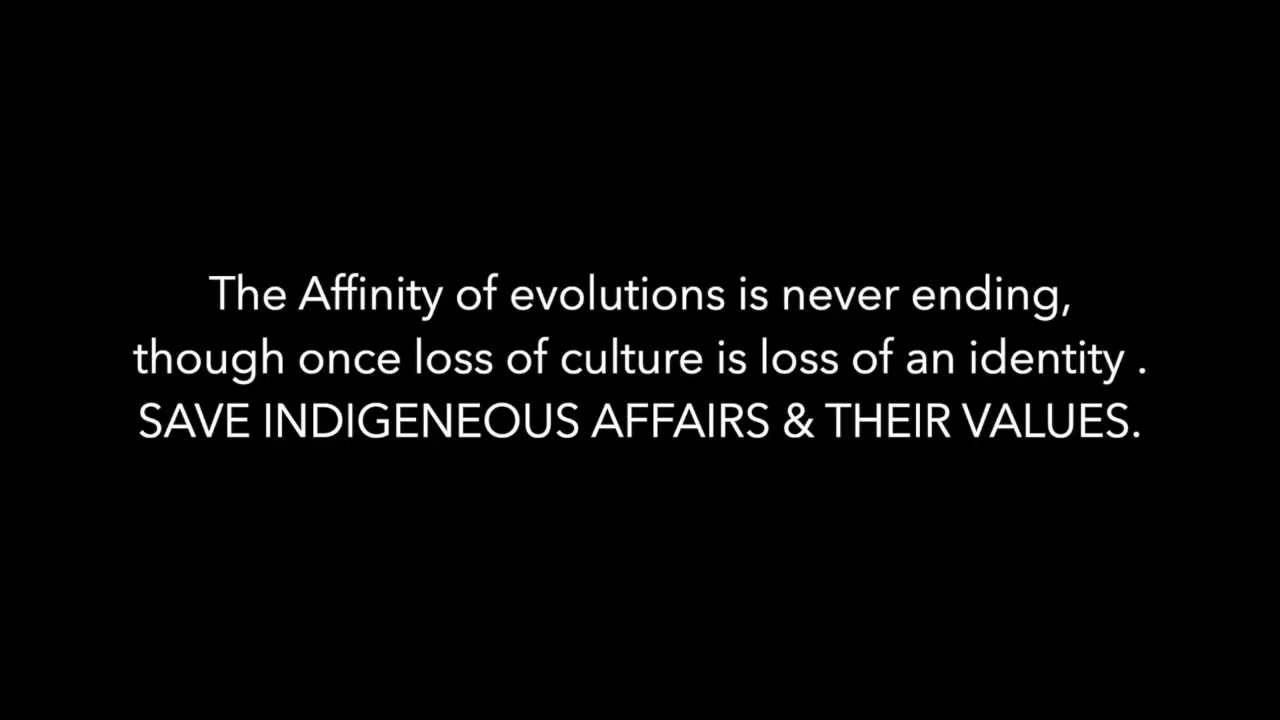 The Affinity of evolutions is never ending,
though once loss of culture is loss of an identity .
SAVE INDIGENEOUS AFFAIRS & THEIR VALUES.